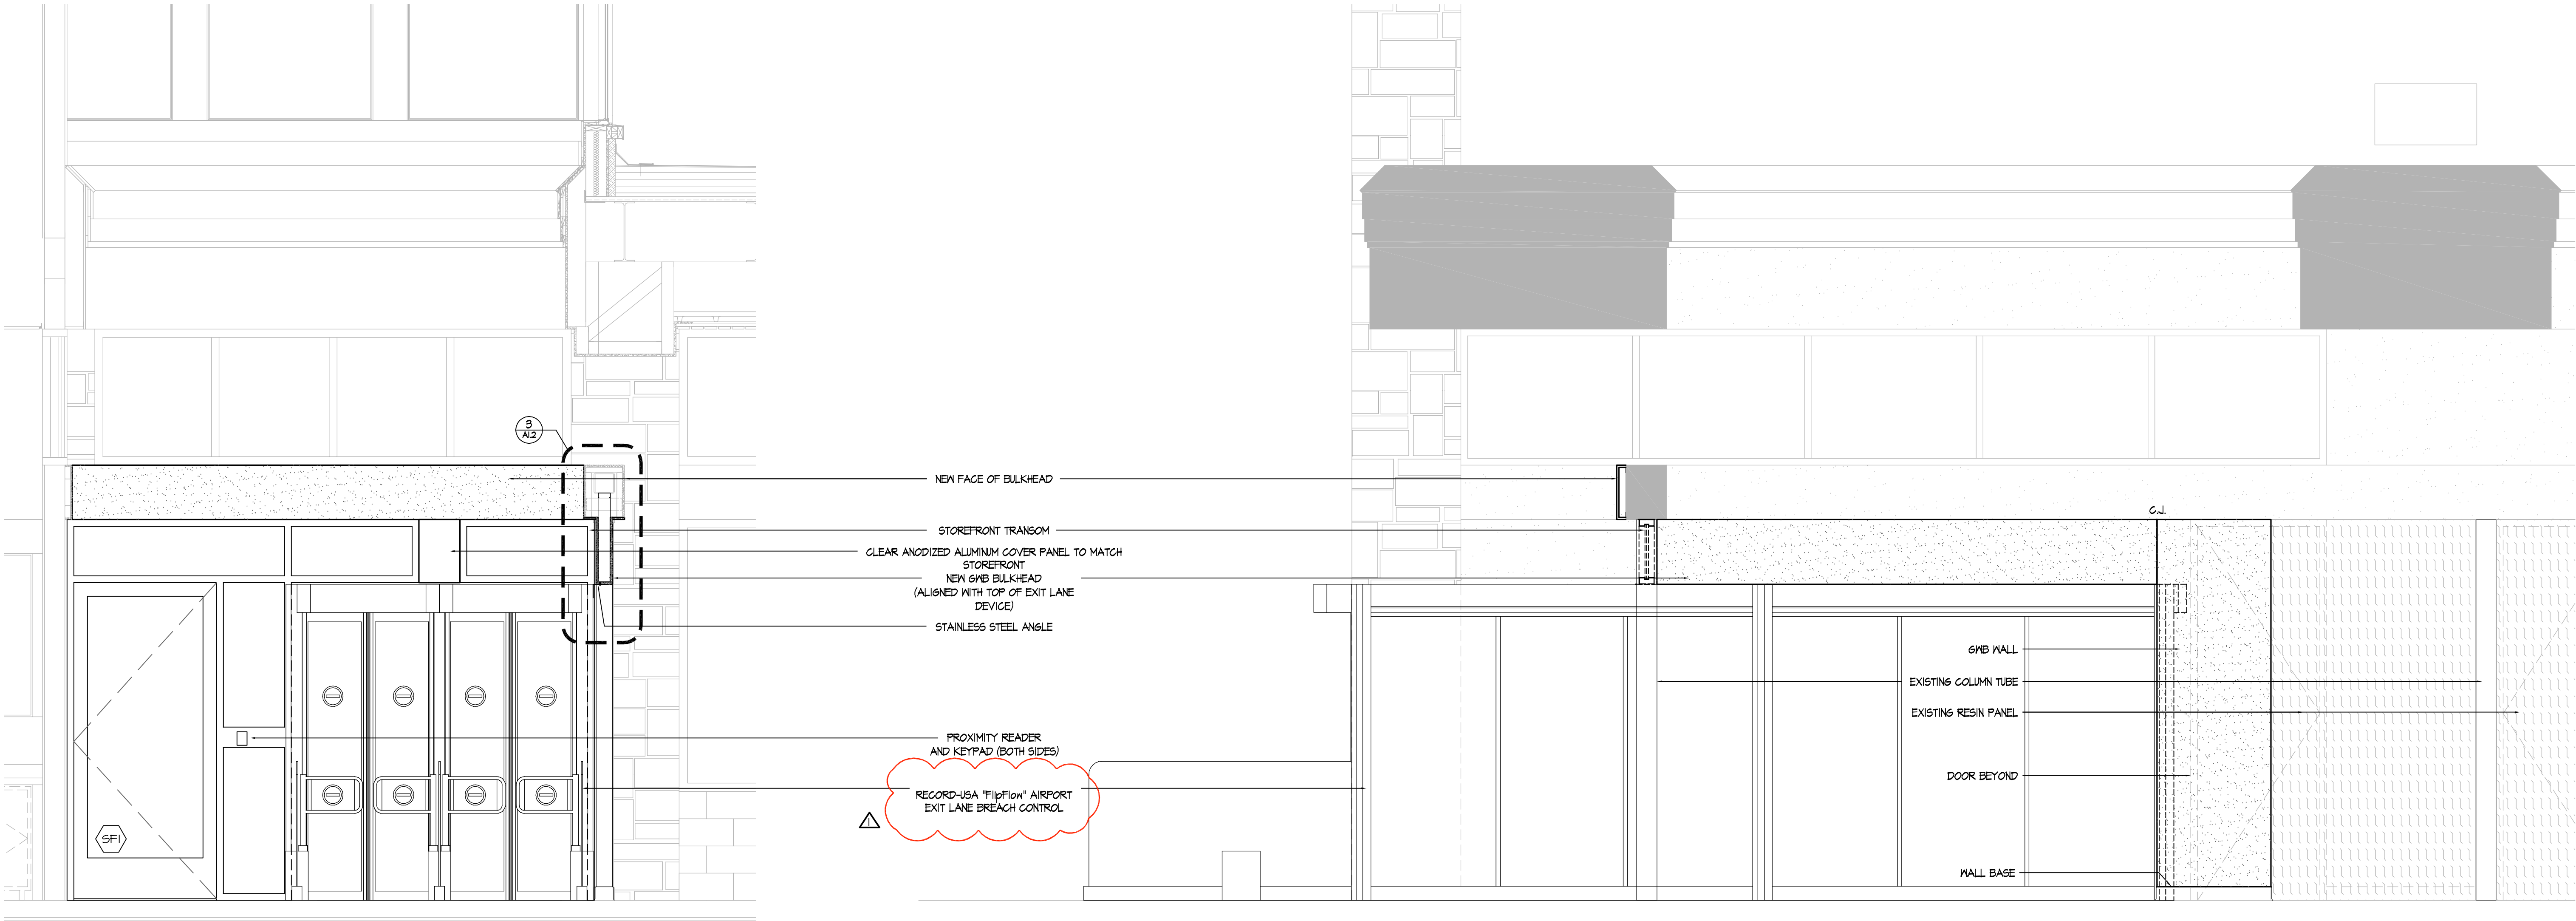 3
A1.2
NEW FACE OF BULKHEAD
STOREFRONT TRANSOM
CLEAR ANODIZED ALUMINUM COVER PANEL TO MATCH
STOREFRONT
NEW GWB BULKHEAD
(ALIGNED WITH TOP OF EXIT LANE
DEVICE)
STAINLESS STEEL ANGLE
PROXIMITY READER
AND KEYPAD (BOTH SIDES)
RECORD-USA "FlipFlow" AIRPORT
EXIT LANE BREACH CONTROL
1
SF1
C.J.
GWB WALL
EXISTING COLUMN TUBE
EXISTING RESIN PANEL
DOOR BEYOND
WALL BASE